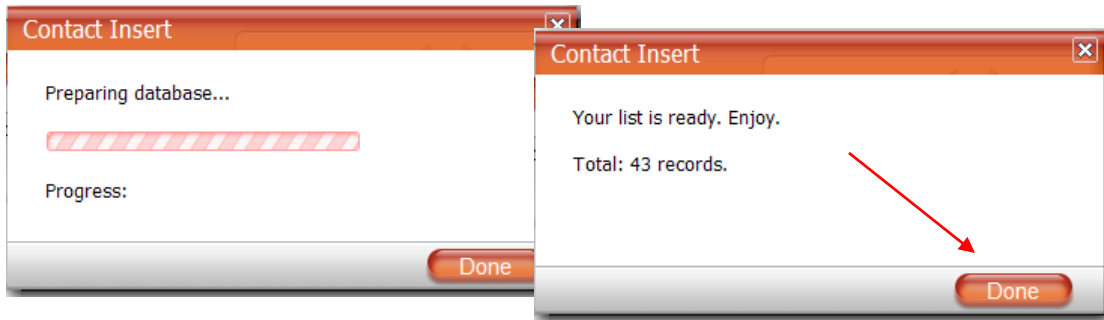 Contact Insert
Preparing database...
Progress:
Done
Contact Insert
Your list is ready. Enjoy.
Total: 43 records.
Done